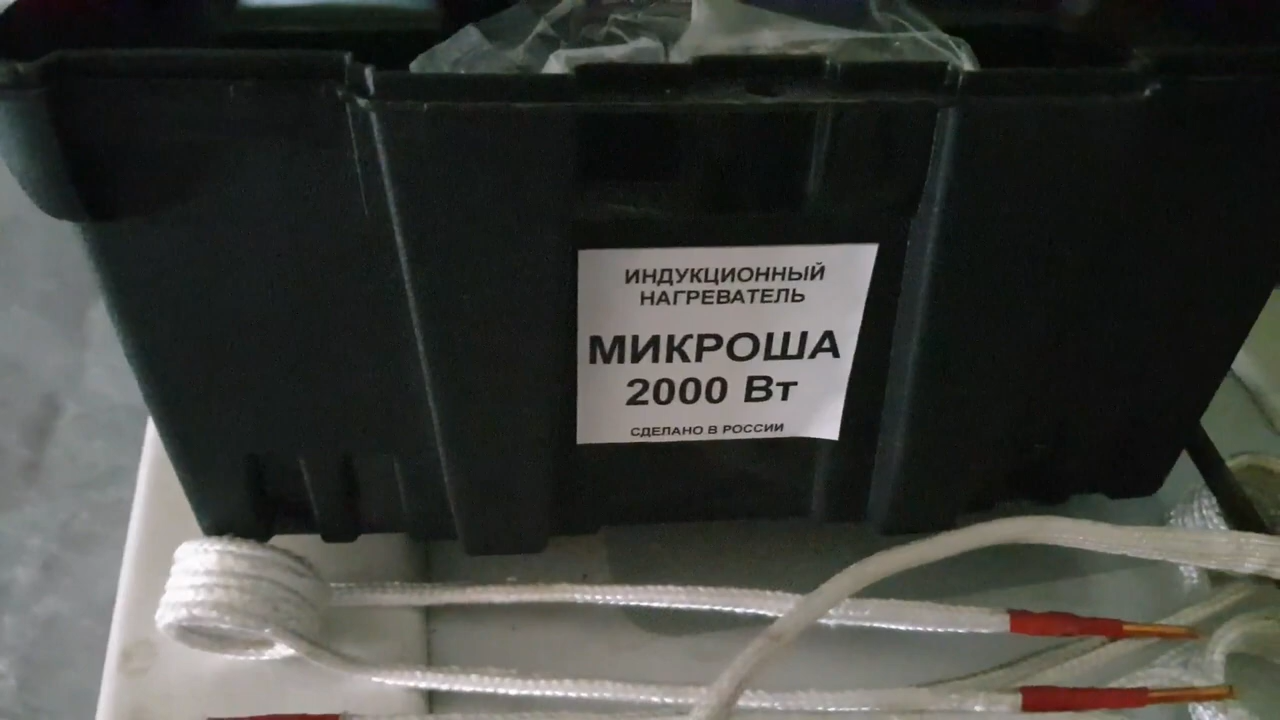 ИНДУКЦИОННЫЙ
НАГРЕВАТЕЛЬ
МИКРОША
2000 Вт
СДЕЛАНО В РОССИИ